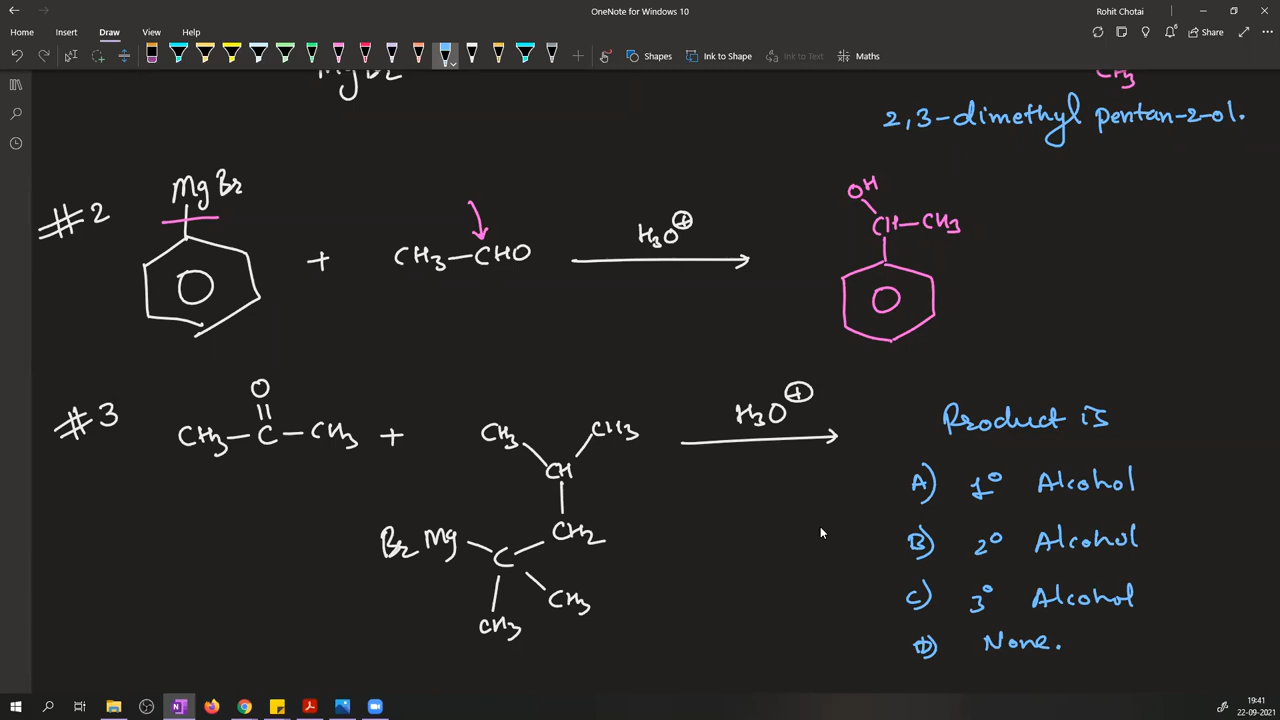 OneNote for Windows 10
Rohit Chotai
Home Insert Draw View Help
Shapes Ink to Shape Ink to Text Maths
Share
MgBr
CH3
2,3-dimethyl pentan-2-ol.
#2
MgBr
+ CH3-CHO
H3O⊕
OH
CH-CH3
#3
O
CH3-C-CH3 +
CH3 CH3
CH
CH2
BrMg
C
CH3
CH3
H3O⊕
Product is
A) 1° Alcohol
B) 2° Alcohol
C) 3° Alcohol
D) None.
19:41
22-09-2021